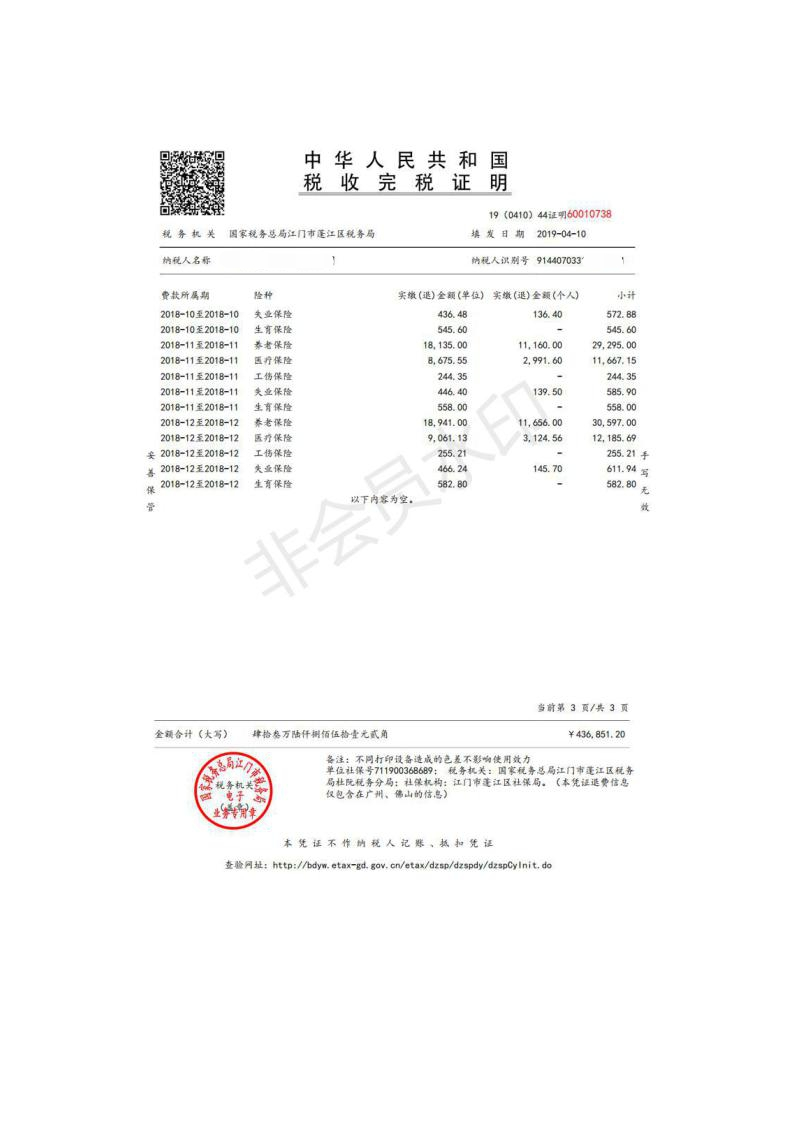 中华人民共和国
税收完税证明
19（0410）44证明60010738
税务机关 国家税务总局江门市蓬江区税务局 填发日期 2019-04-10
纳税人名称 纳税人识别号 914407033
费款所属期 险种 实缴(退)金额(单位) 实缴(退)金额(个人) 小计
2018-10至2018-10 失业保险 436.48 136.40 572.88
2018-10至2018-10 生育保险 545.60 - 545.60
2018-11至2018-11 养老保险 18,135.00 11,160.00 29,295.00
2018-11至2018-11 医疗保险 8,675.55 2,991.60 11,667.15
2018-11至2018-11 工伤保险 244.35 - 244.35
2018-11至2018-11 失业保险 446.40 139.50 585.90
2018-11至2018-11 生育保险 558.00 - 558.00
2018-12至2018-12 养老保险 18,941.00 11,656.00 30,597.00
2018-12至2018-12 医疗保险 9,061.13 3,124.56 12,185.69
2018-12至2018-12 工伤保险 255.21 - 255.21
2018-12至2018-12 失业保险 466.24 145.70 611.94
2018-12至2018-12 生育保险 582.80 - 582.80
以下内容为空。
妥善保管
手写无效
非会员水印
当前第 3 页/共 3 页
金额合计（大写） 肆拾叁万陆仟捌佰伍拾壹元贰角 ￥436,851.20
备注：不同打印设备造成的色差不影响使用效力
单位社保号711900368689; 税务机关：国家税务总局江门市蓬江区税务
局杜阮税务分局；社保机构：江门市蓬江区社保局。（本凭证退费信息
仅包含在广州、佛山的信息）
国家税务总局江门市税务局
税务机关
电子
（盖章）
业务专用章
本凭证不作纳税人记账、抵扣凭证
查验网址：http://bdyw.etax-gd.gov.cn/etax/dzsp/dzspdy/dzspCyInit.do